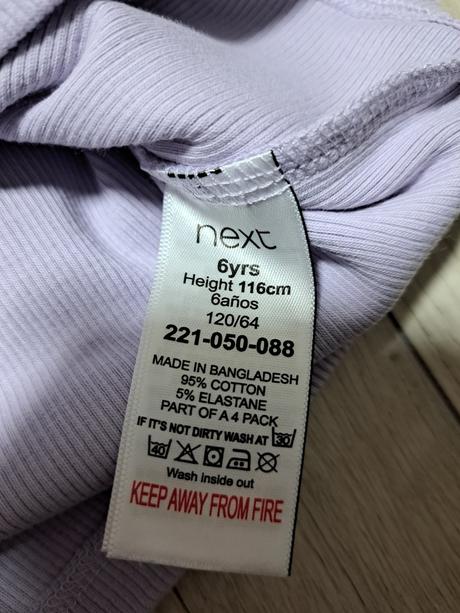 next
6yrs
Height 116cm
6años
120/64
221-050-088
MADE IN BANGLADESH
95% COTTON
5% ELASTANE
PART OF A 4 PACK
IF IT'S NOT DIRTY WASH AT 30
40
Wash inside out
KEEP AWAY FROM FIRE